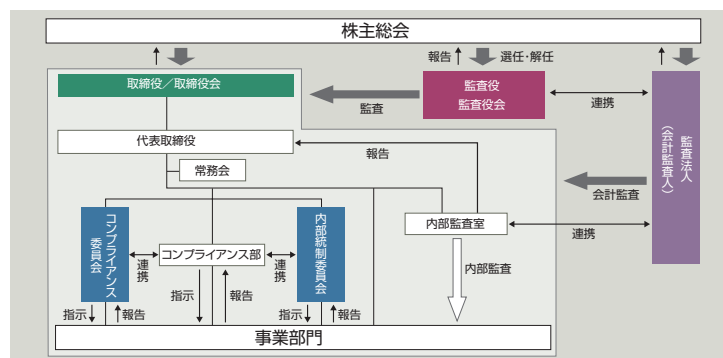 株主総会
報告
選任・解任
取締役／取締役会
監査役
監査役会
監査
連携
監査法人
（会計監査人）
代表取締役
報告
常務会
会計監査
コンプライアンス
委員会
連携
コンプライアンス部
連携
内部統制委員会
内部監査室
連携
内部監査
指示
報告
指示
報告
指示
報告
事業部門